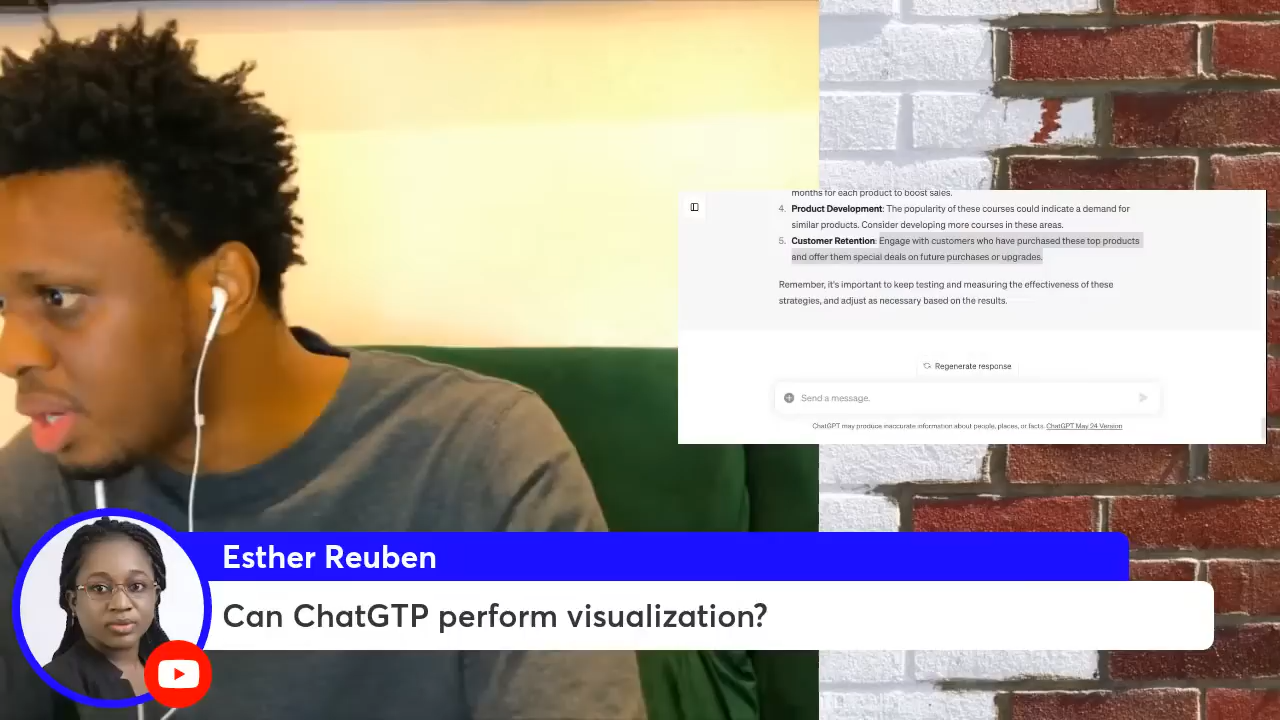 months for each product to boost sales.
4. Product Development: The popularity of these courses could indicate a demand for
similar products. Consider developing more courses in these areas.
5. Customer Retention: Engage with customers who have purchased these top products
and offer them special deals on future purchases or upgrades.
Remember, it's important to keep testing and measuring the effectiveness of these
strategies, and adjust as necessary based on the results.
Regenerate response
Send a message.
ChatGPT may produce inaccurate information about people, places, or facts. ChatGPT May 24 Version
Esther Reuben
Can ChatGTP perform visualization?